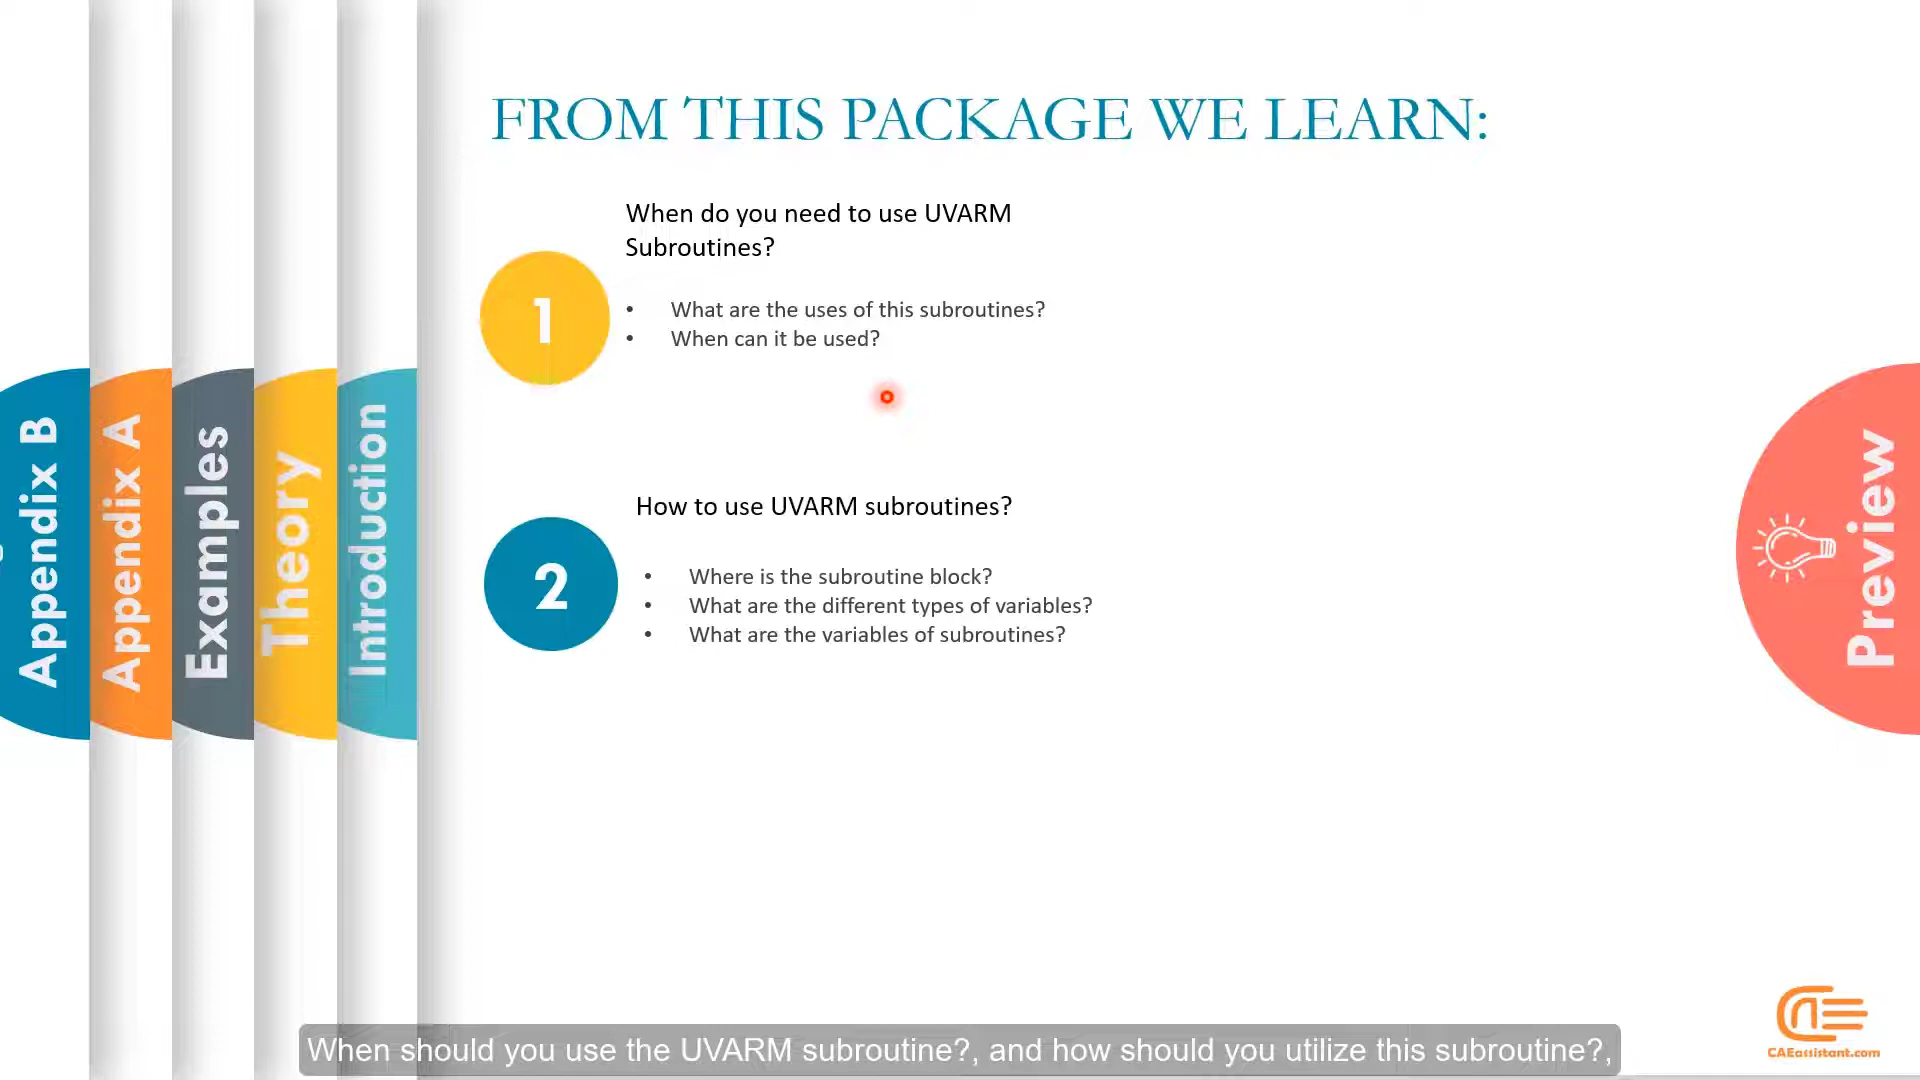 FROM THIS PACKAGE WE LEARN:
When do you need to use UVARM
Subroutines?
1
• What are the uses of this subroutines?
• When can it be used?
How to use UVARM subroutines?
2
• Where is the subroutine block?
• What are the different types of variables?
• What are the variables of subroutines?
Appendix B
Appendix A
Examples
Theory
Introduction
Preview
CAEassistant.com
When should you use the UVARM subroutine?, and how should you utilize this subroutine?,